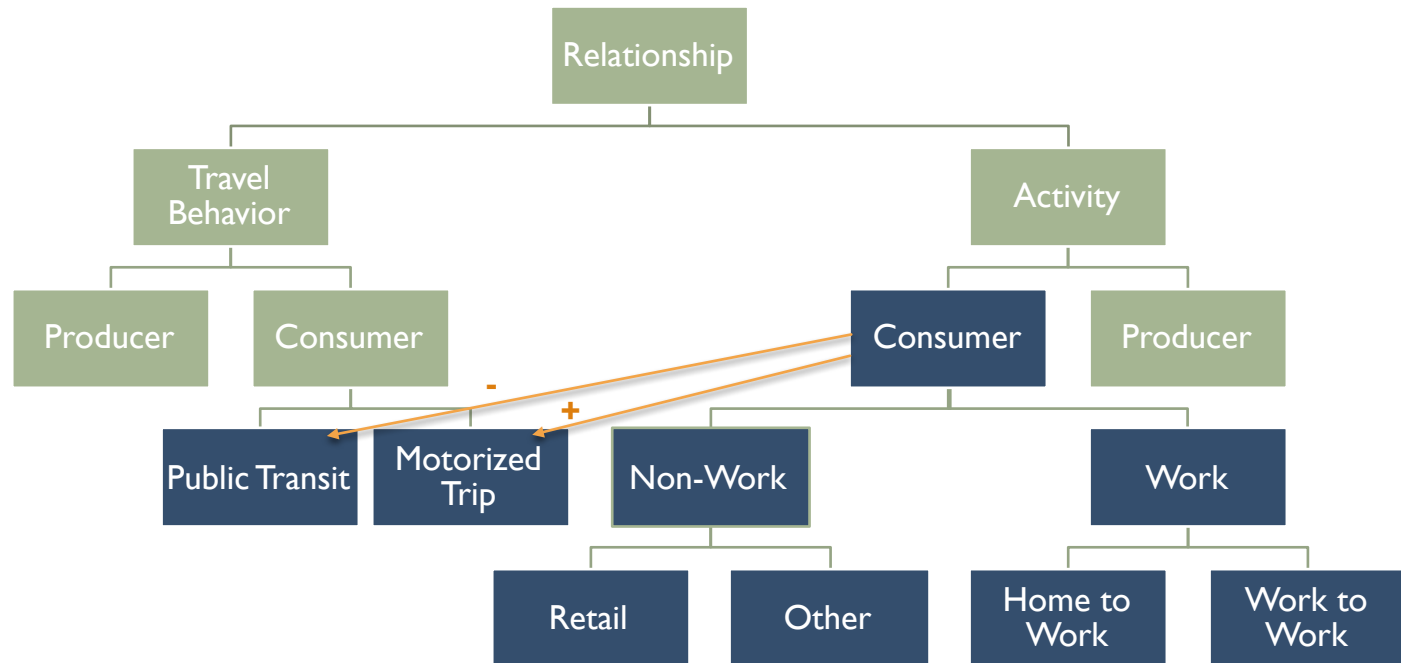 Relationship
Travel
Behavior
Activity
Producer
Consumer
Consumer
Producer
-
+
Public Transit
Motorized
Trip
Non-Work
Work
Retail
Other
Home to
Work
Work to
Work